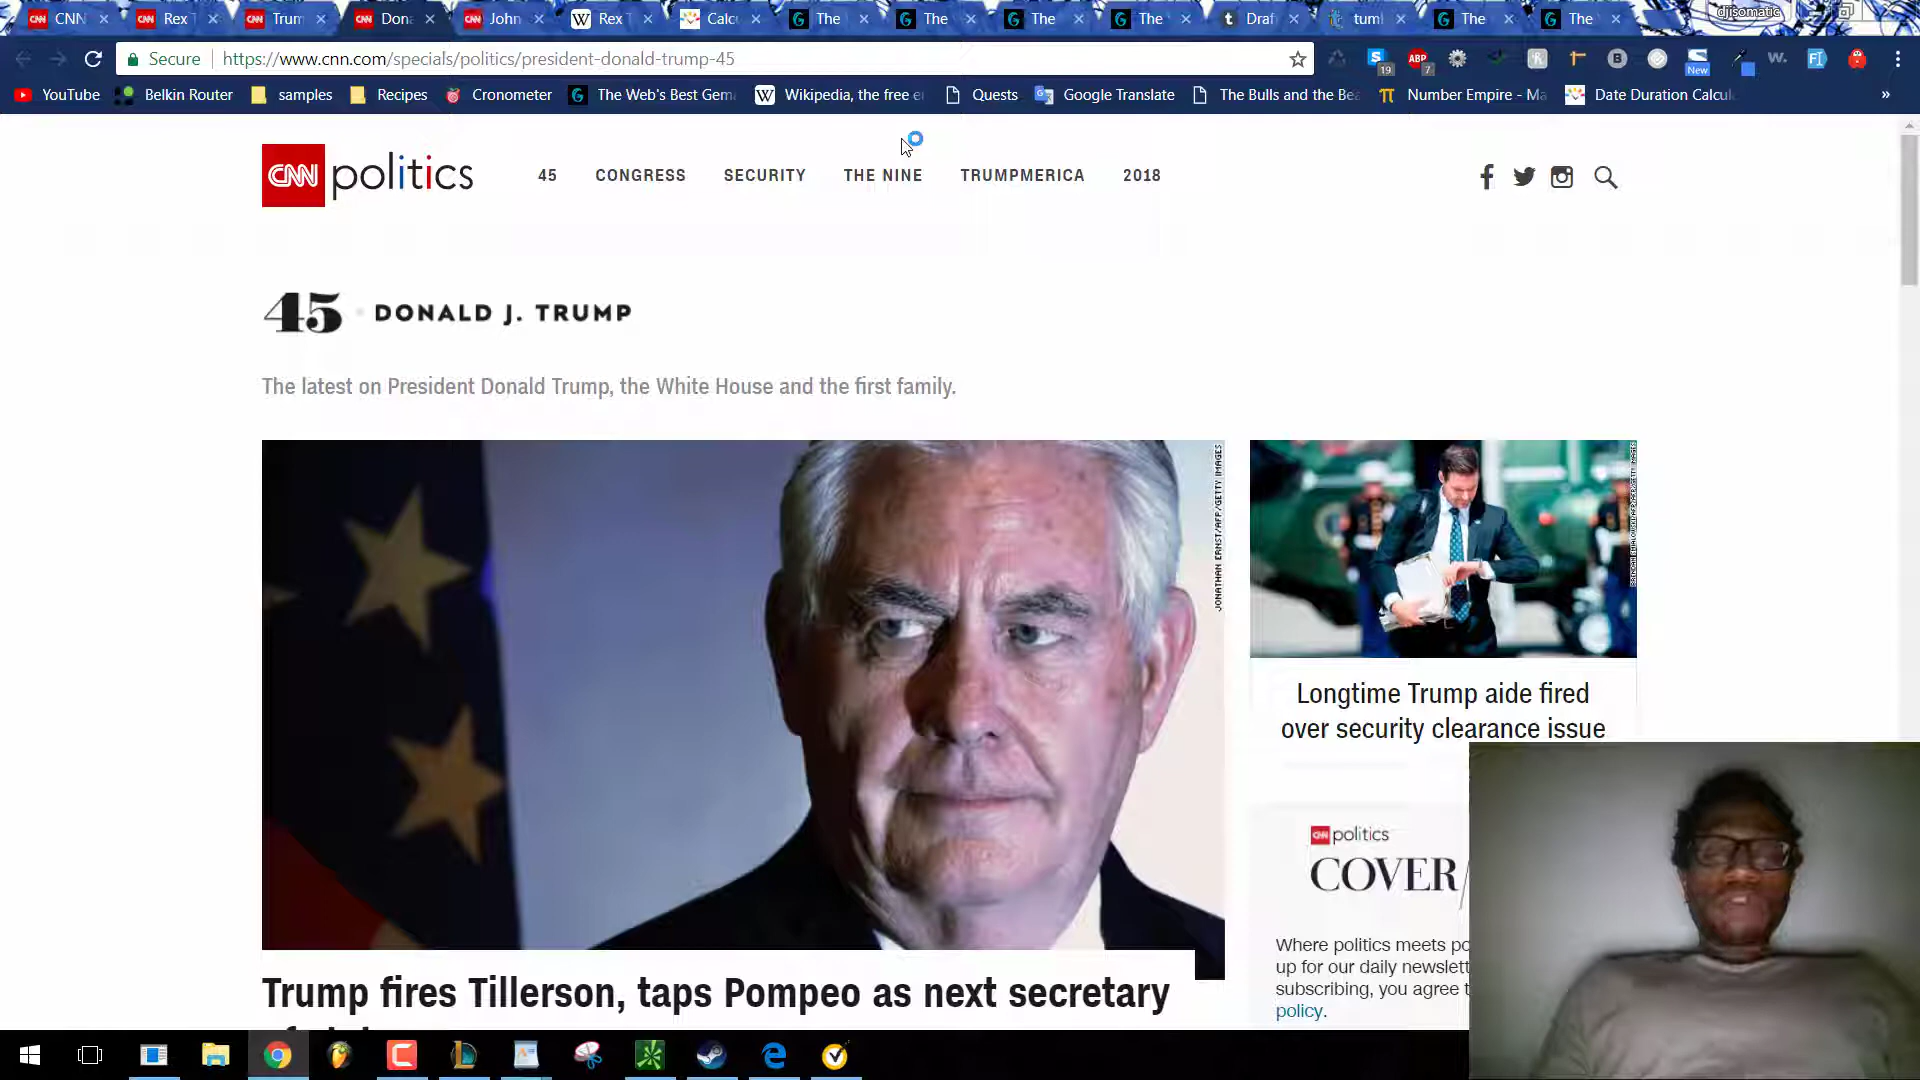 CNN
Rex T
Trum
Dona
John
Rex T
Calcu
The
The
The
The
Draf
tuml
The
The
djisomatic
Secure
https://www.cnn.com/specials/politics/president-donald-trump-45
19
ABP
7
New
YouTube
Belkin Router
samples
Recipes
Cronometer
The Web's Best Gem
Wikipedia, the free e
Quests
Google Translate
The Bulls and the Be
Number Empire - Ma
Date Duration Calcul
CNN politics
45
CONGRESS
SECURITY
THE NINE
TRUMPMERICA
2018
45 · DONALD J. TRUMP
The latest on President Donald Trump, the White House and the first family.
JONATHAN ERNST/AFP/GETTY IMAGES
Trump fires Tillerson, taps Pompeo as next secretary
Longtime Trump aide fired
over security clearance issue
CNN politics
COVER/
Where politics meets po
up for our daily newslett
subscribing, you agree t
policy.